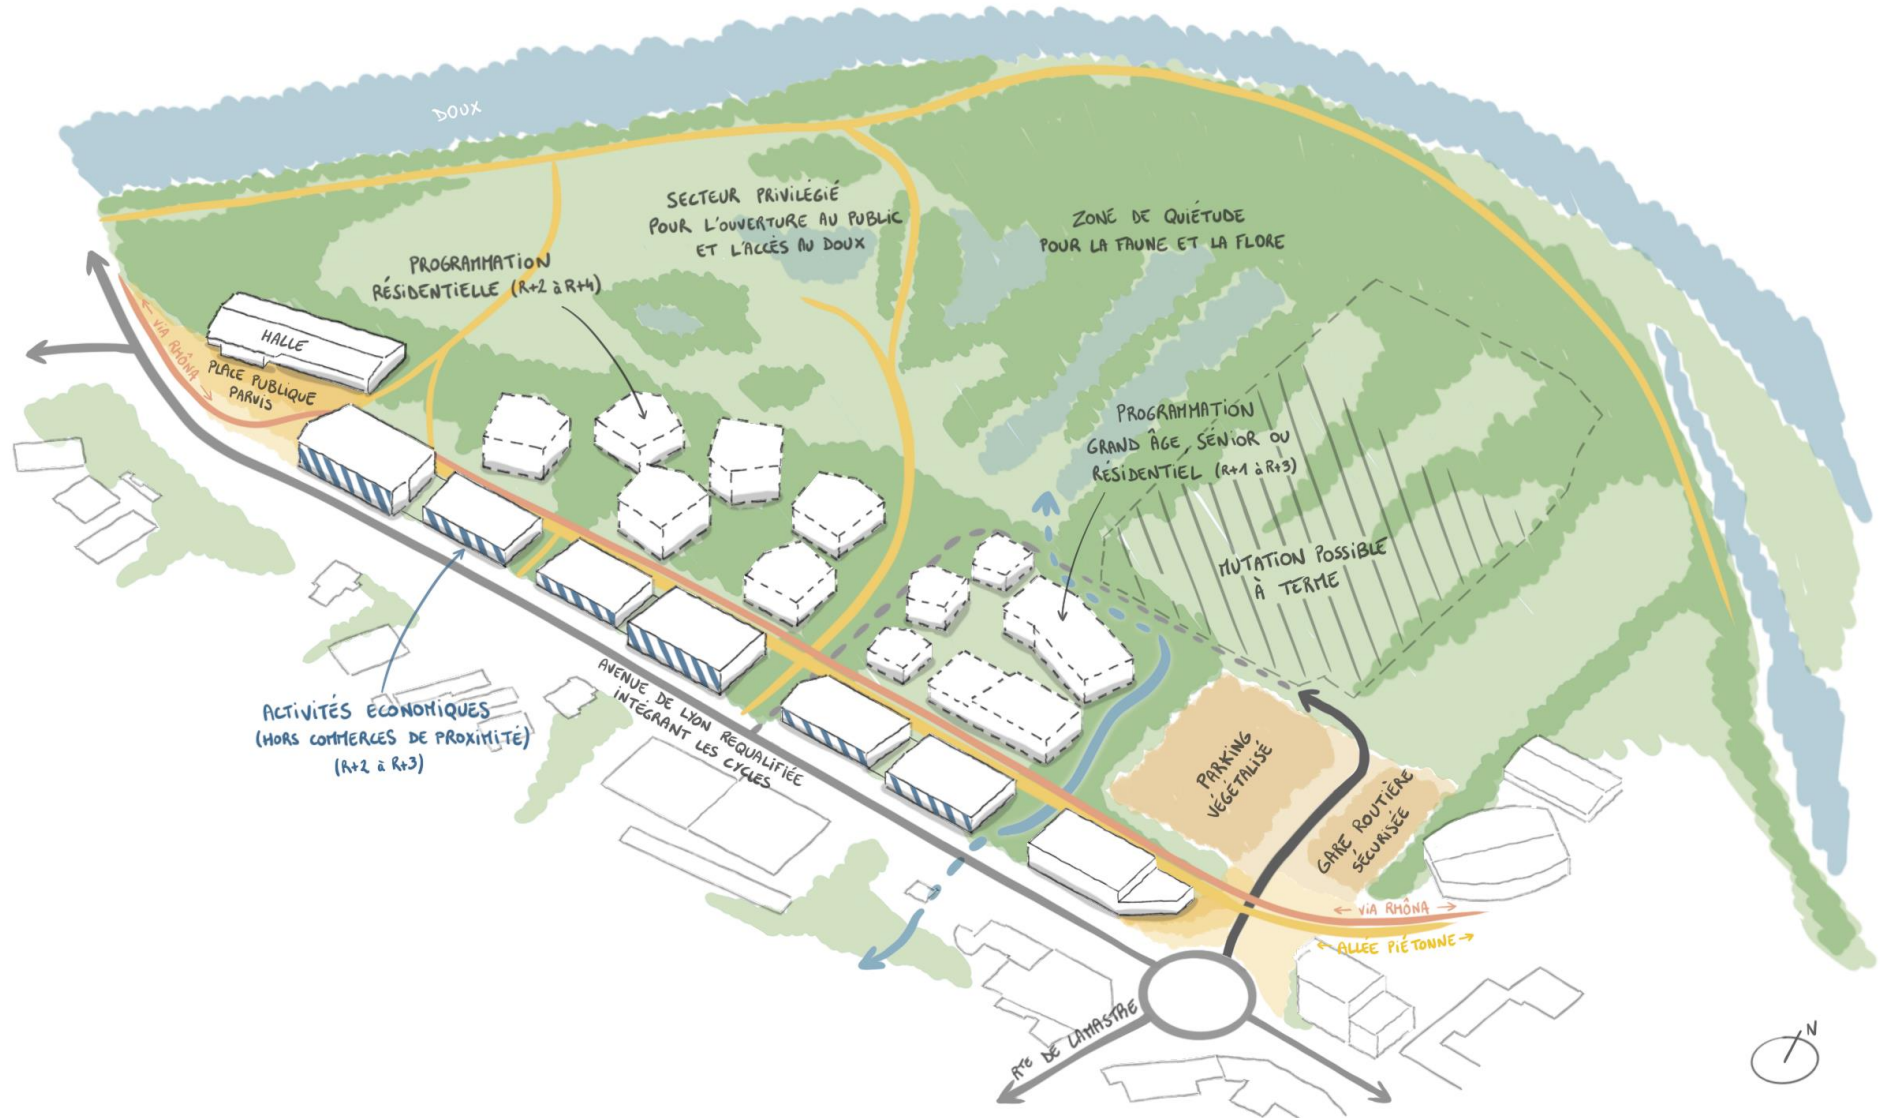 DOUX
SECTEUR PRIVILÉGIÉ
POUR L'OUVERTURE AU PUBLIC
ET L'ACCÈS AU DOUX
ZONE DE QUIÉTUDE
POUR LA FAUNE ET LA FLORE
PROGRAMMATION
RÉSIDENTIELLE (R+2 à R+4)
← VIA RHÔNA →
HALLE
PLACE PUBLIQUE
PARVIS
PROGRAMMATION
GRAND ÂGE, SÉNIOR OU
RÉSIDENTIEL (R+1 à R+3)
MUTATION POSSIBLE
À TERME
ACTIVITÉS ÉCONOMIQUES
(HORS COMMERCES DE PROXIMITÉ)
(R+2 à R+3)
AVENUE DE LYON REQUALIFIÉE
INTÉGRANT LES CYCLES
PARKING
VÉGÉTALISÉ
GARE ROUTIÈRE
SÉCURISÉE
← VIA RHÔNA →
← ALLÉE PIÉTONNE →
RTE DE LAMASTRE
N